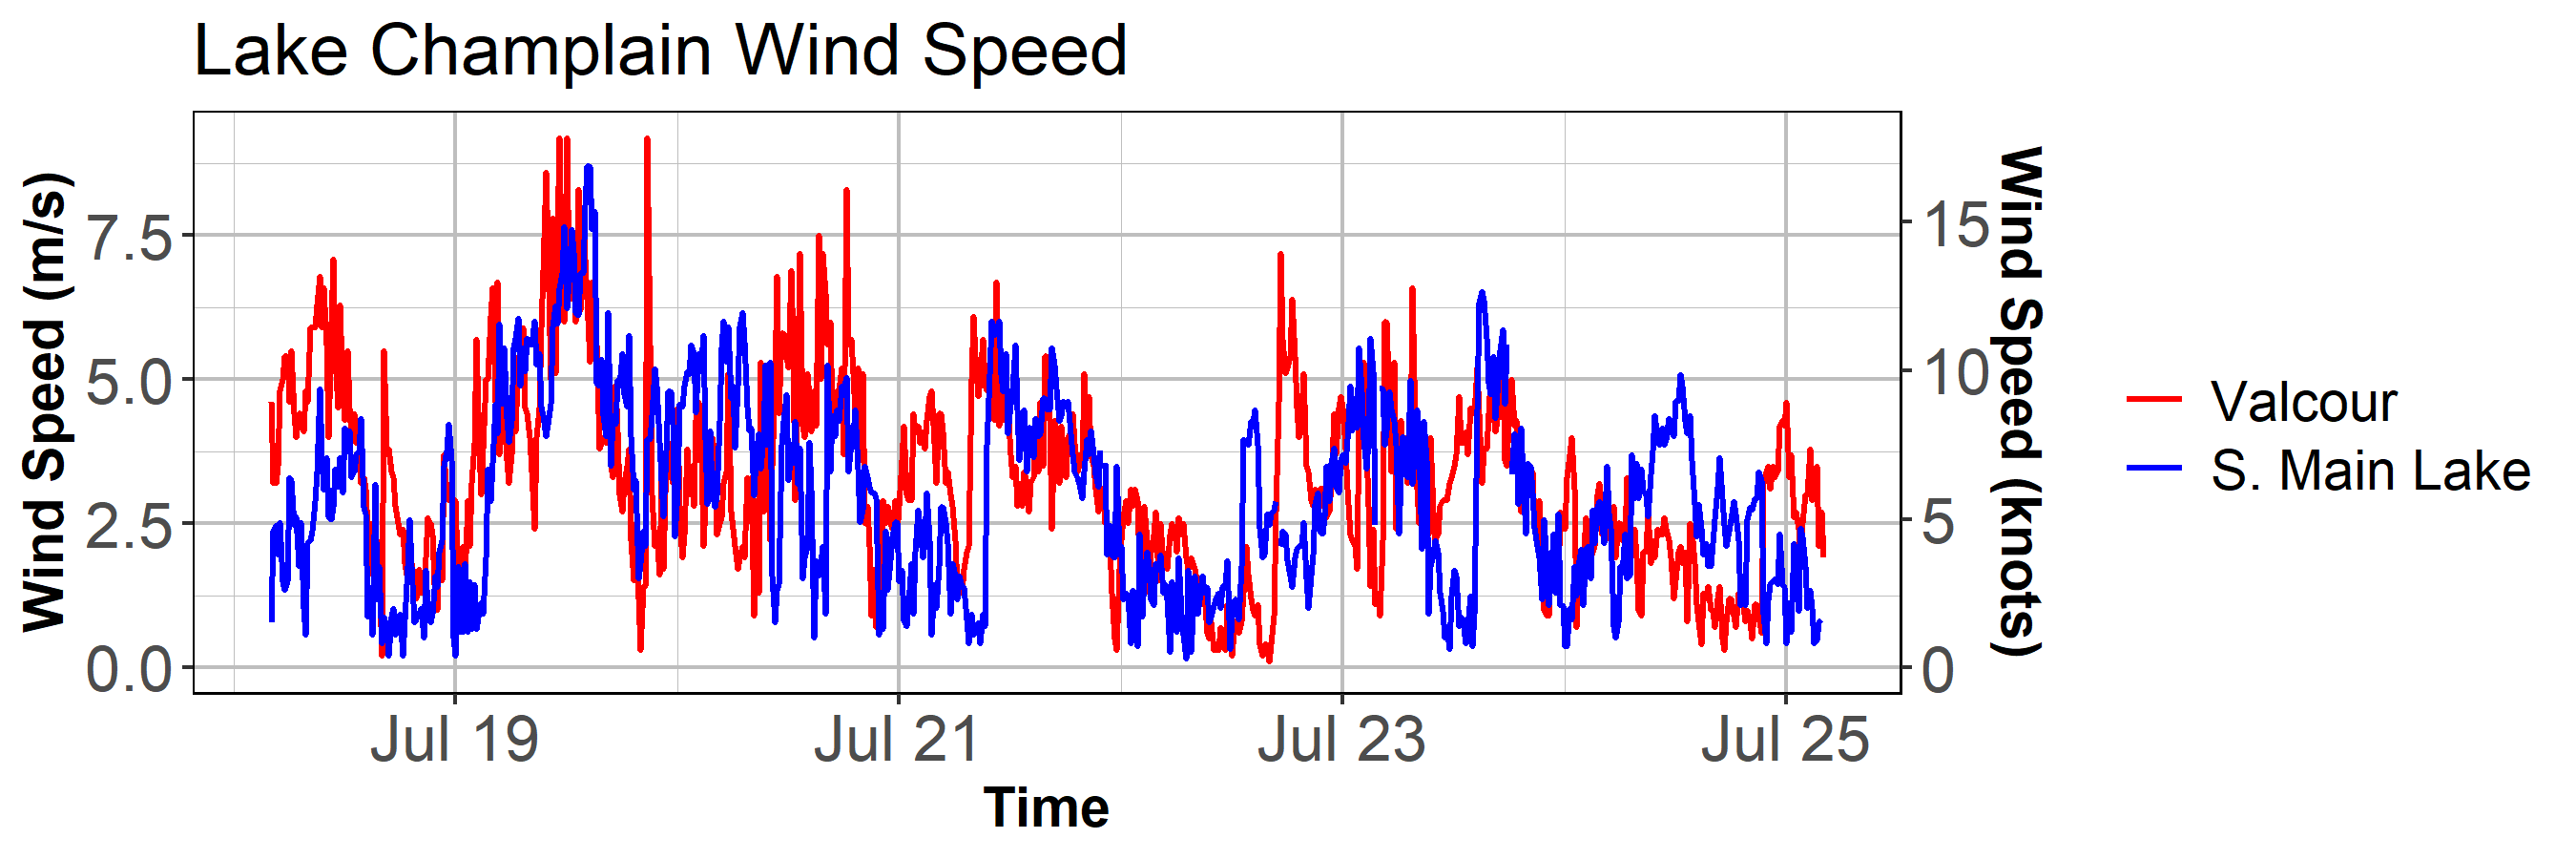 Lake Champlain Wind Speed
Wind Speed (m/s)
7.5
5.0
2.5
0.0
15
10
5
0
Wind Speed (knots)
Valcour
S. Main Lake
Jul 19
Jul 21
Jul 23
Jul 25
Time